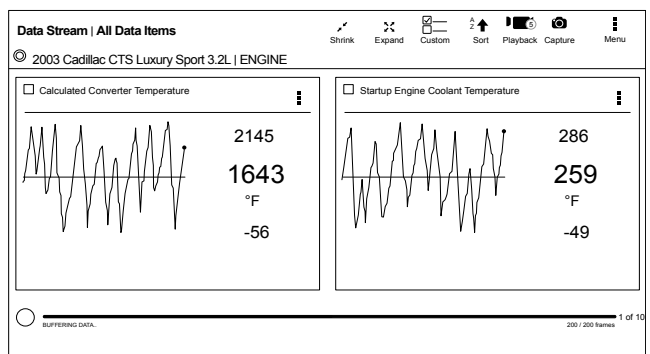 Data Stream | All Data Items
Shrink Expand Custom A Z Sort Playback 5 Capture Menu
2003 Cadillac CTS Luxury Sport 3.2L | ENGINE
Calculated Converter Temperature
2145
1643
°F
-56
Startup Engine Coolant Temperature
286
259
°F
-49
1 of 10
BUFFERING DATA..
200 / 200 frames